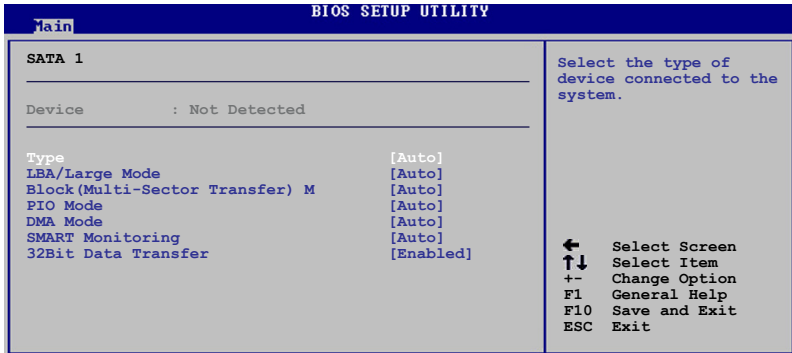 BIOS SETUP UTILITY
Main
SATA 1
Device : Not Detected
Type [Auto]
LBA/Large Mode [Auto]
Block(Multi-Sector Transfer) M [Auto]
PIO Mode [Auto]
DMA Mode [Auto]
SMART Monitoring [Auto]
32Bit Data Transfer [Enabled]
Select the type of
device connected to the
system.
← Select Screen
↑↓ Select Item
+- Change Option
F1 General Help
F10 Save and Exit
ESC Exit